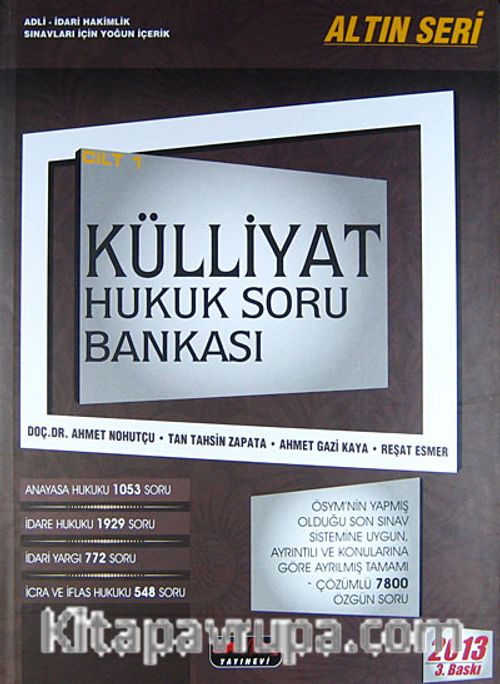 ADLİ - İDARİ HAKİMLİK
SINAVLARI İÇİN YOĞUN İÇERİK
ALTIN SERİ
CİLT 1
KÜLLİYAT
HUKUK SORU
BANKASI
DOÇ.DR. AHMET NOHUTÇU • TAN TAHSİN ZAPATA • AHMET GAZİ KAYA • REŞAT ESMER
ANAYASA HUKUKU 1053 SORU
İDARE HUKUKU 1929 SORU
İDARİ YARGI 772 SORU
İCRA VE İFLAS HUKUKU 548 SORU
ÖSYM'NİN YAPMIŞ
OLDUĞU SON SINAV
SİSTEMİNE UYGUN,
AYRINTILI VE KONULARINA
GÖRE AYRILMIŞ TAMAMI
- ÇÖZÜMLÜ 7800
ÖZGÜN SORU
kitapavrupa.com
YAYINEVİ
2013
3. Baskı